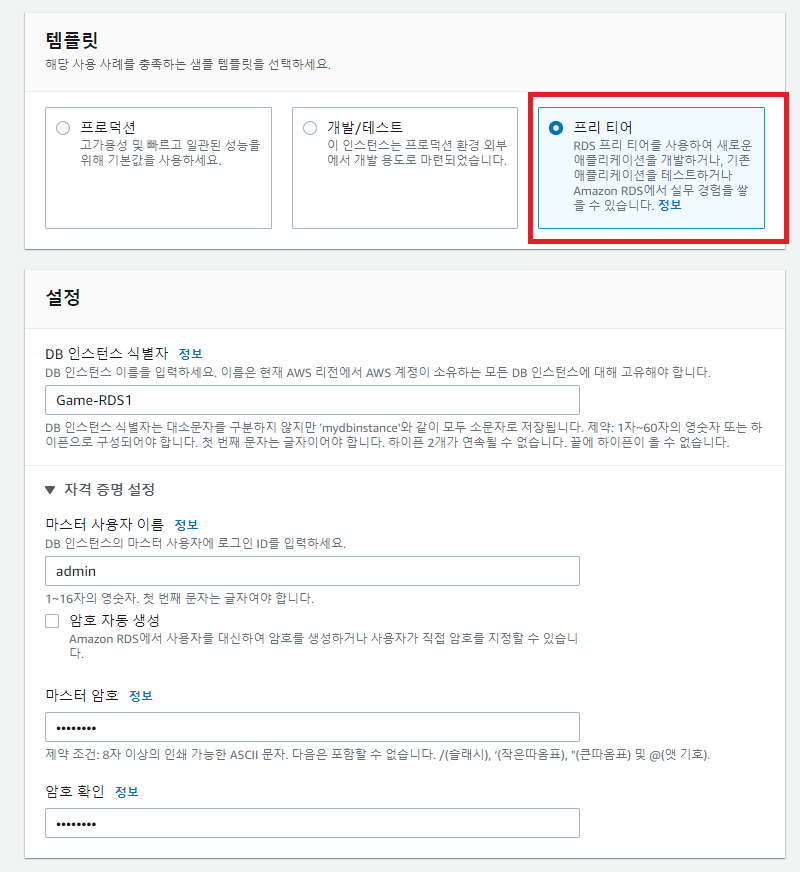 템플릿
해당 사용 사례를 충족하는 샘플 템플릿을 선택하세요.
프로덕션
고가용성 및 빠르고 일관된 성능을
위해 기본값을 사용하세요.
개발/테스트
이 인스턴스는 프로덕션 환경 외부
에서 개발 용도로 마련되었습니다.
프리 티어
RDS 프리 티어를 사용하여 새로운
애플리케이션을 개발하거나, 기존
애플리케이션을 테스트하거나
Amazon RDS에서 실무 경험을 쌓
을 수 있습니다. 정보
설정
DB 인스턴스 식별자 정보
DB 인스턴스 이름을 입력하세요. 이름은 현재 AWS 리전에서 AWS 계정이 소유하는 모든 DB 인스턴스에 대해 고유해야 합니다.
Game-RDS1
DB 인스턴스 식별자는 대소문자를 구분하지 않지만 'mydbinstance'와 같이 모두 소문자로 저장됩니다. 제약: 1자~60자의 영숫자 또는 하
이픈으로 구성되어야 합니다. 첫 번째 문자는 글자이어야 합니다. 하이픈 2개가 연속될 수 없습니다. 끝에 하이픈이 올 수 없습니다.
▼ 자격 증명 설정
마스터 사용자 이름 정보
DB 인스턴스의 마스터 사용자에 로그인 ID를 입력하세요.
admin
1~16자의 영숫자. 첫 번째 문자는 글자여야 합니다.
암호 자동 생성
Amazon RDS에서 사용자를 대신하여 암호를 생성하거나 사용자가 직접 암호를 지정할 수 있습니
다.
마스터 암호 정보
••••••••
제약 조건: 8자 이상의 인쇄 가능한 ASCII 문자. 다음은 포함할 수 없습니다. /(슬래시), '(작은따옴표), "(큰따옴표) 및 @(앳 기호).
암호 확인 정보
••••••••